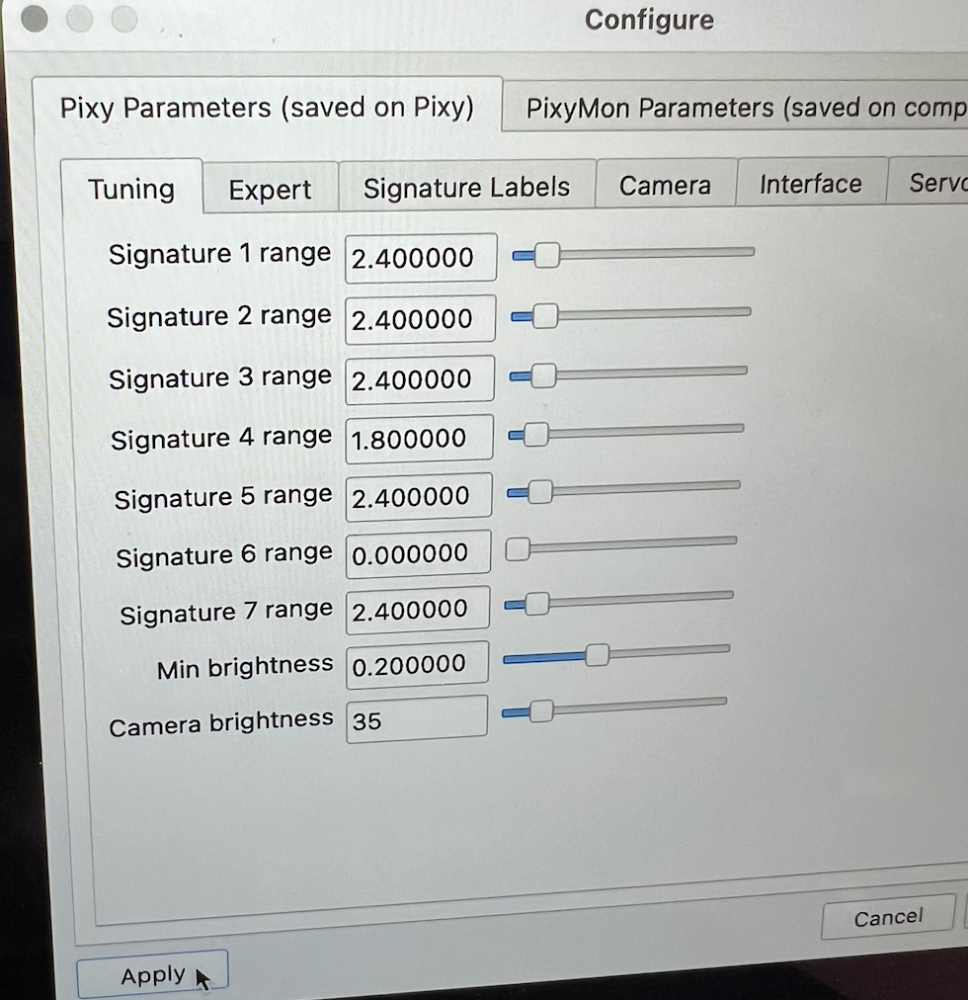 Configure
Pixy Parameters (saved on Pixy) PixyMon Parameters (saved on comp
Tuning Expert Signature Labels Camera Interface Servo
Signature 1 range 2.400000
Signature 2 range 2.400000
Signature 3 range 2.400000
Signature 4 range 1.800000
Signature 5 range 2.400000
Signature 6 range 0.000000
Signature 7 range 2.400000
Min brightness 0.200000
Camera brightness 35
Cancel
Apply